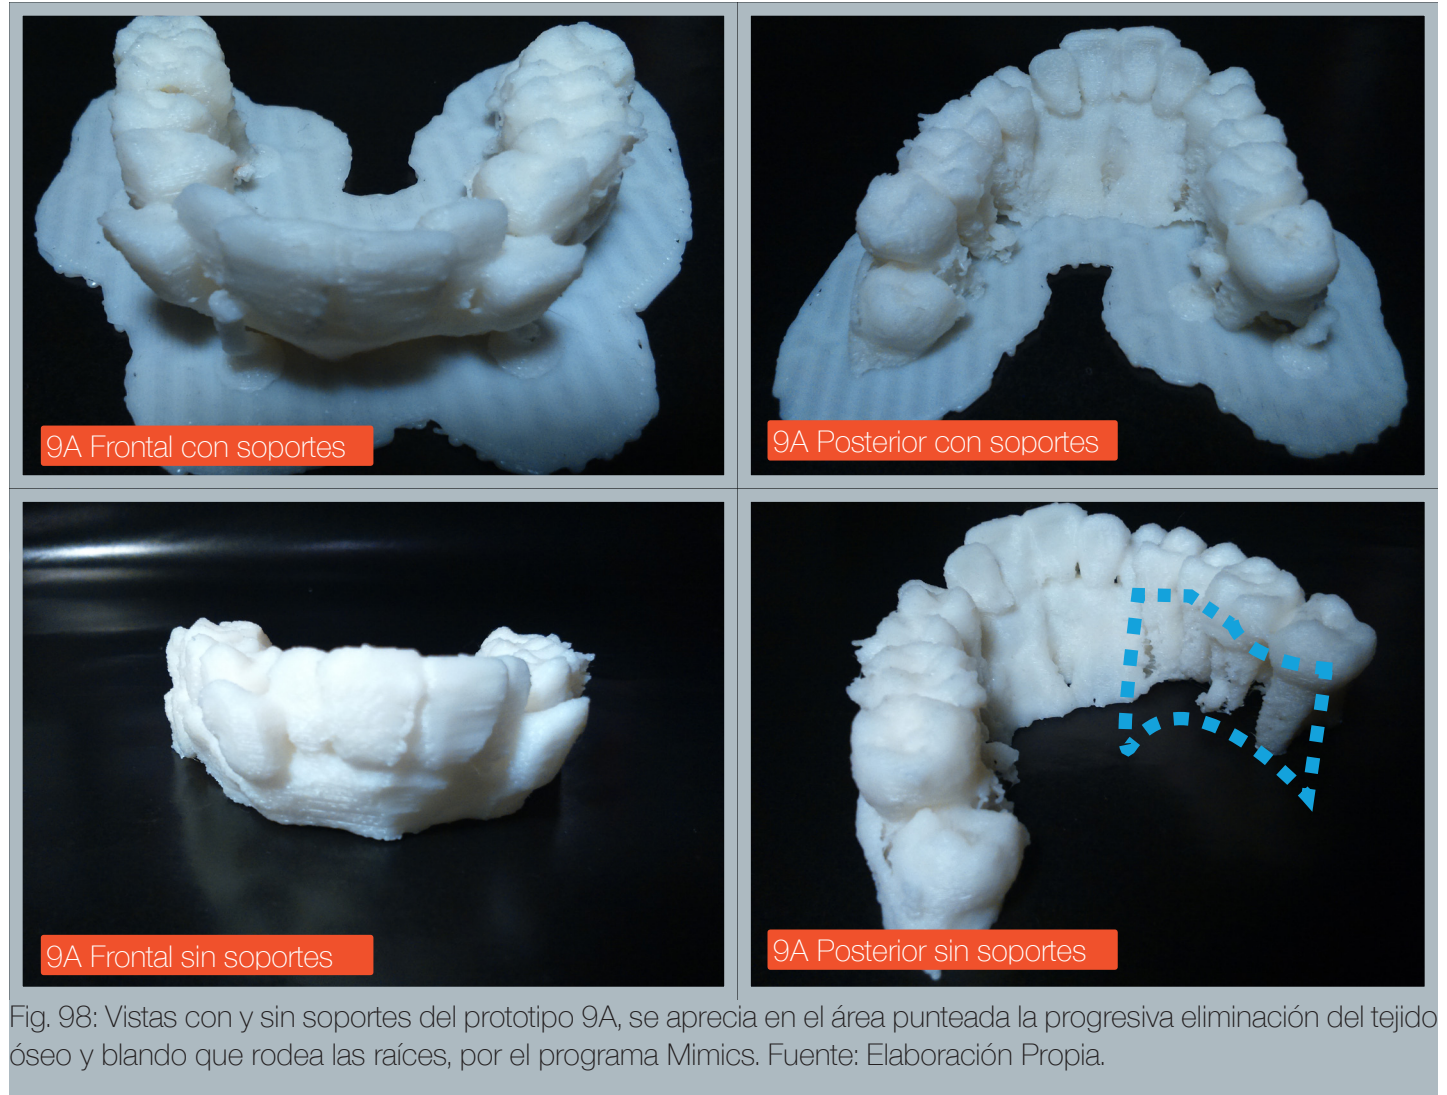 9A Frontal con soportes
9A Posterior con soportes
9A Frontal sin soportes
9A Posterior sin soportes
Fig. 98: Vistas con y sin soportes del prototipo 9A, se aprecia en el área punteada la progresiva eliminación del tejido
óseo y blando que rodea las raíces, por el programa Mimics. Fuente: Elaboración Propia.